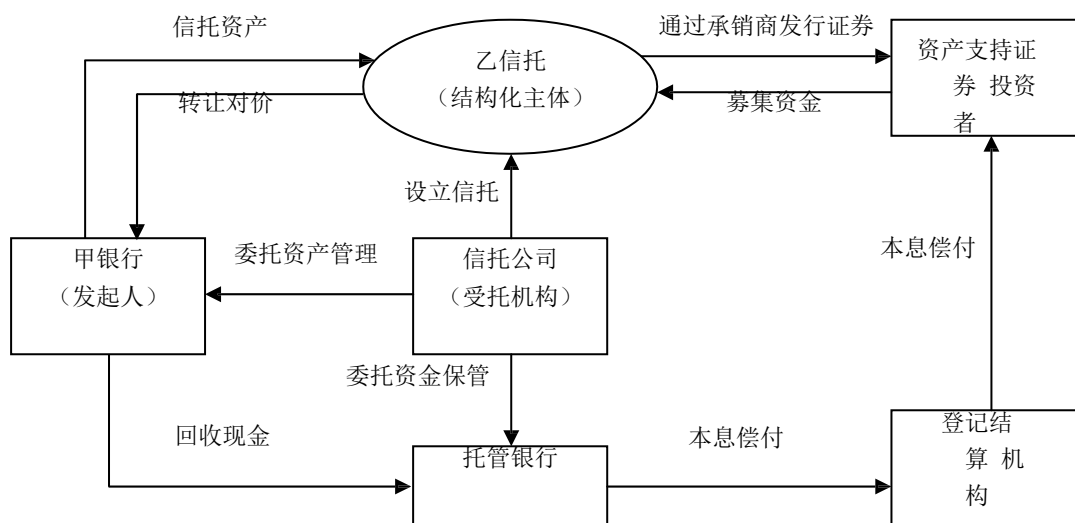 信托资产
通过承销商发行证券
乙信托
（结构化主体）
资产支持证
券 投资
者
转让对价
募集资金
设立信托
本息偿付
甲银行
（发起人）
委托资产管理
信托公司
（受托机构）
委托资金保管
回收现金
本息偿付
托管银行
登记结
算 机
构